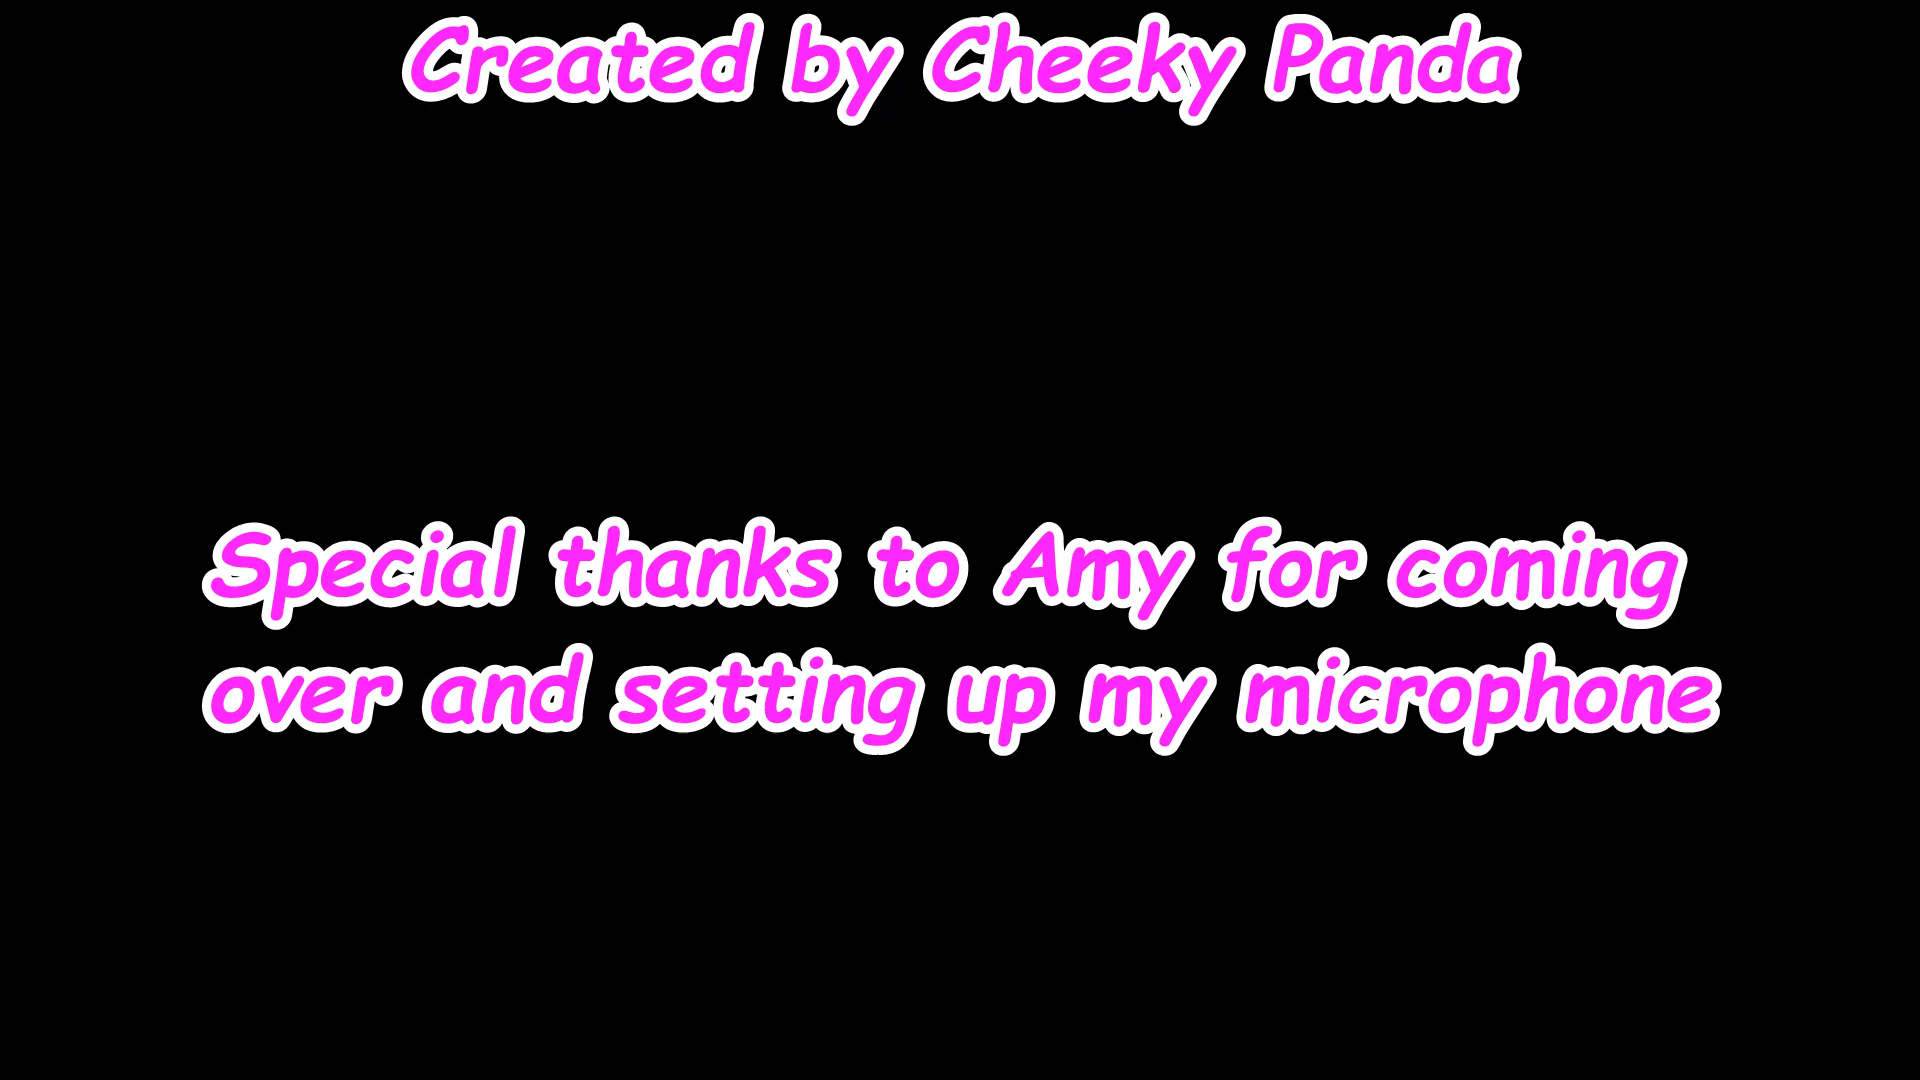 Created by Cheeky Panda
Special thanks to Amy for coming
over and setting up my microphone